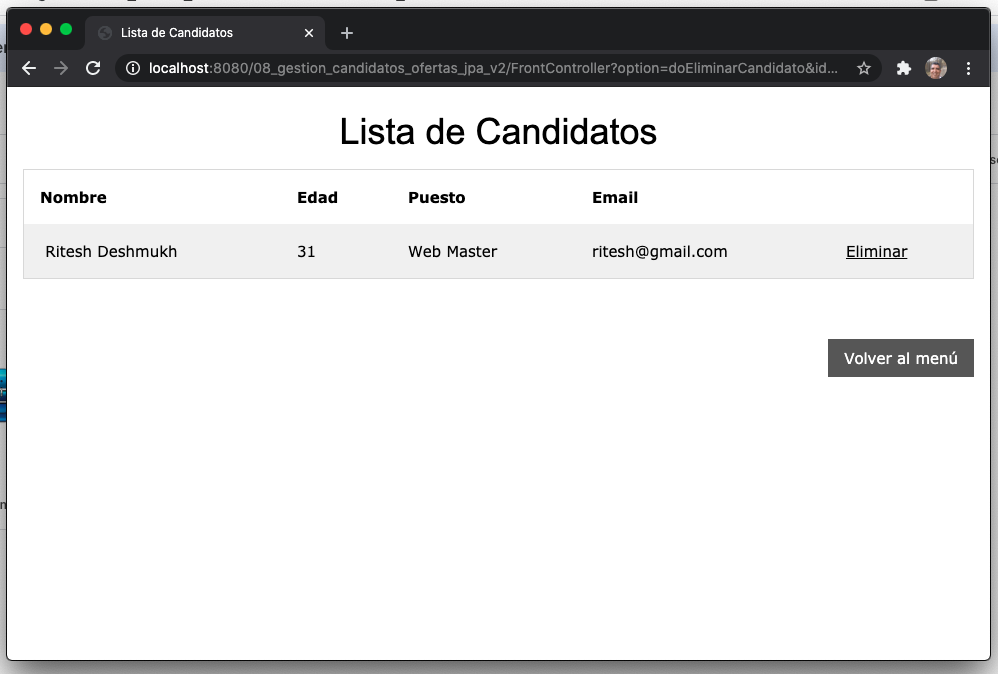 Lista de Candidatos
localhost:8080/08_gestion_candidatos_ofertas_jpa_v2/FrontController?option=doEliminarCandidato&id...
Lista de Candidatos
Nombre Edad Puesto Email
Ritesh Deshmukh 31 Web Master ritesh@gmail.com Eliminar
Volver al menú